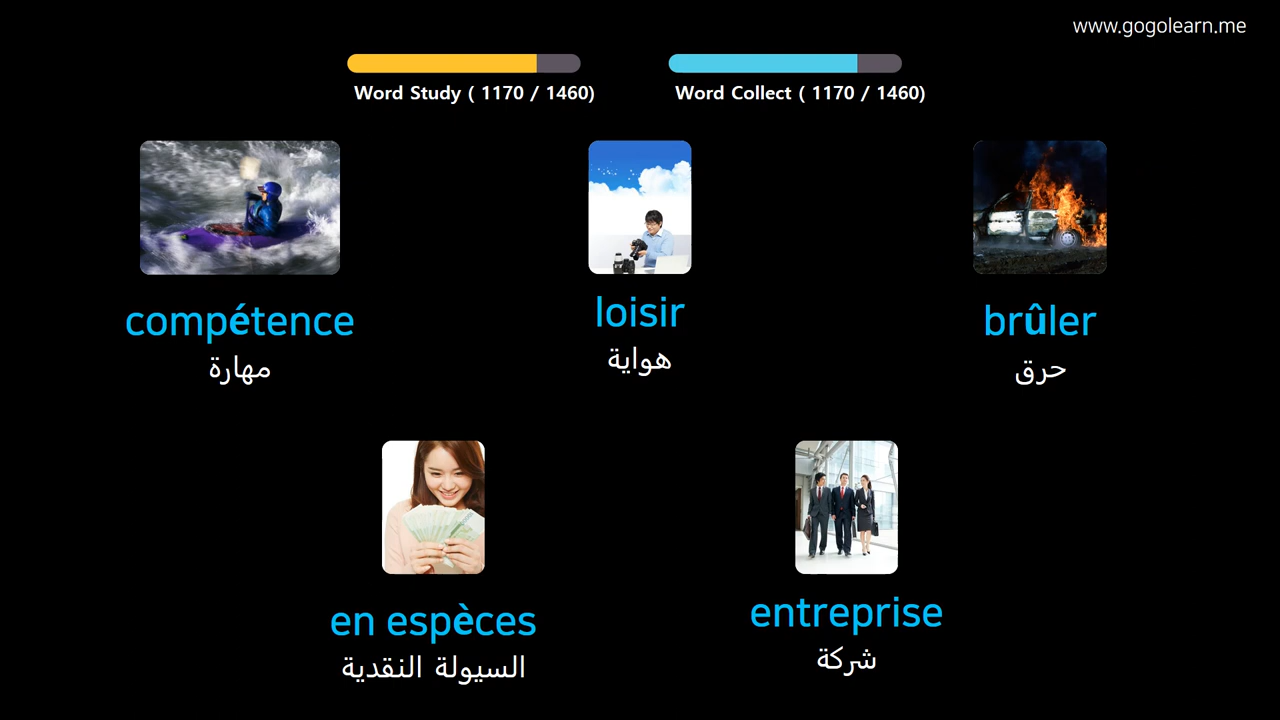 www.gogolearn.me
Word Study ( 1170 / 1460)
Word Collect ( 1170 / 1460)
compétence
مهارة
loisir
هواية
brûler
حرق
en espèces
السيولة النقدية
entreprise
شركة